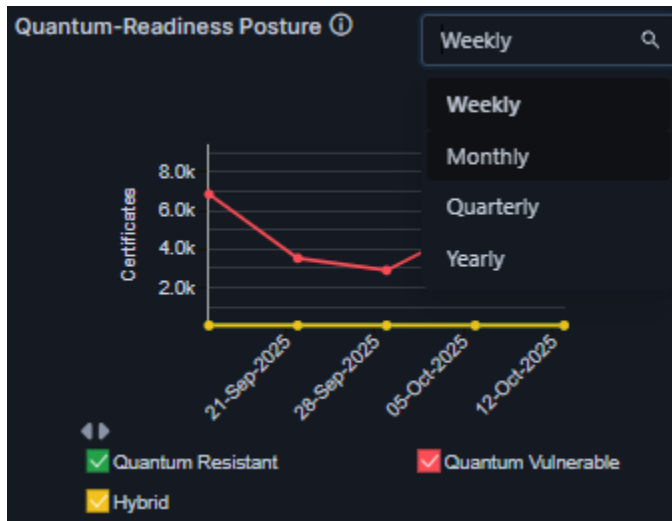 Quantum-Readiness Posture
Weekly
Weekly
Monthly
Quarterly
Yearly
Certificates
8.0k
6.0k
4.0k
2.0k
21-Sep-2025
28-Sep-2025
05-Oct-2025
12-Oct-2025
Quantum Resistant
Quantum Vulnerable
Hybrid